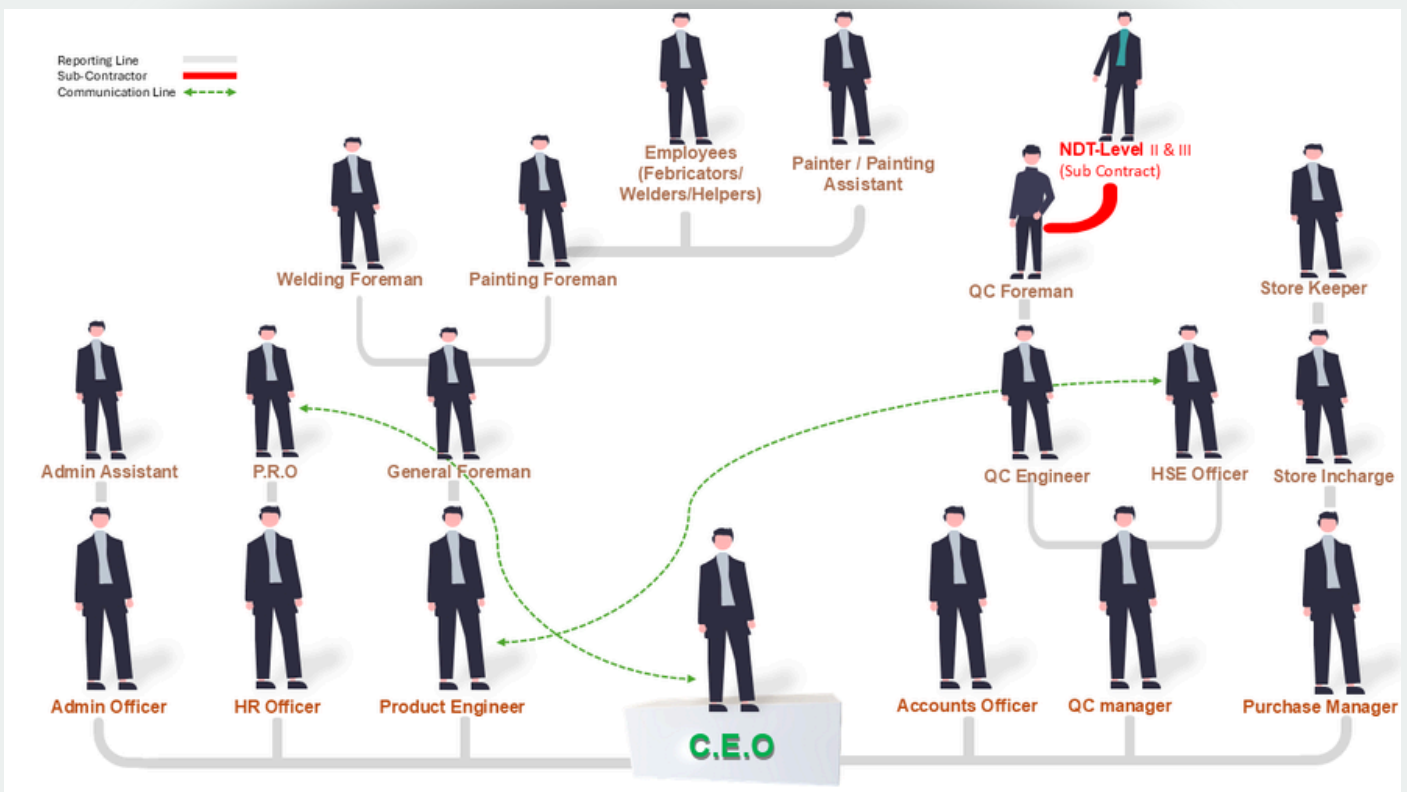 Reporting Line
Sub-Contractor
Communication Line
Employees
(Febricators/
Welders/Helpers)
Painter / Painting
Assistant
NDT-Level II & III
(Sub Contract)
Welding Foreman
Painting Foreman
QC Foreman
Store Keeper
Admin Assistant
P.R.O
General Foreman
QC Engineer
HSE Officer
Store Incharge
Admin Officer
HR Officer
Product Engineer
C.E.O
Accounts Officer
QC manager
Purchase Manager